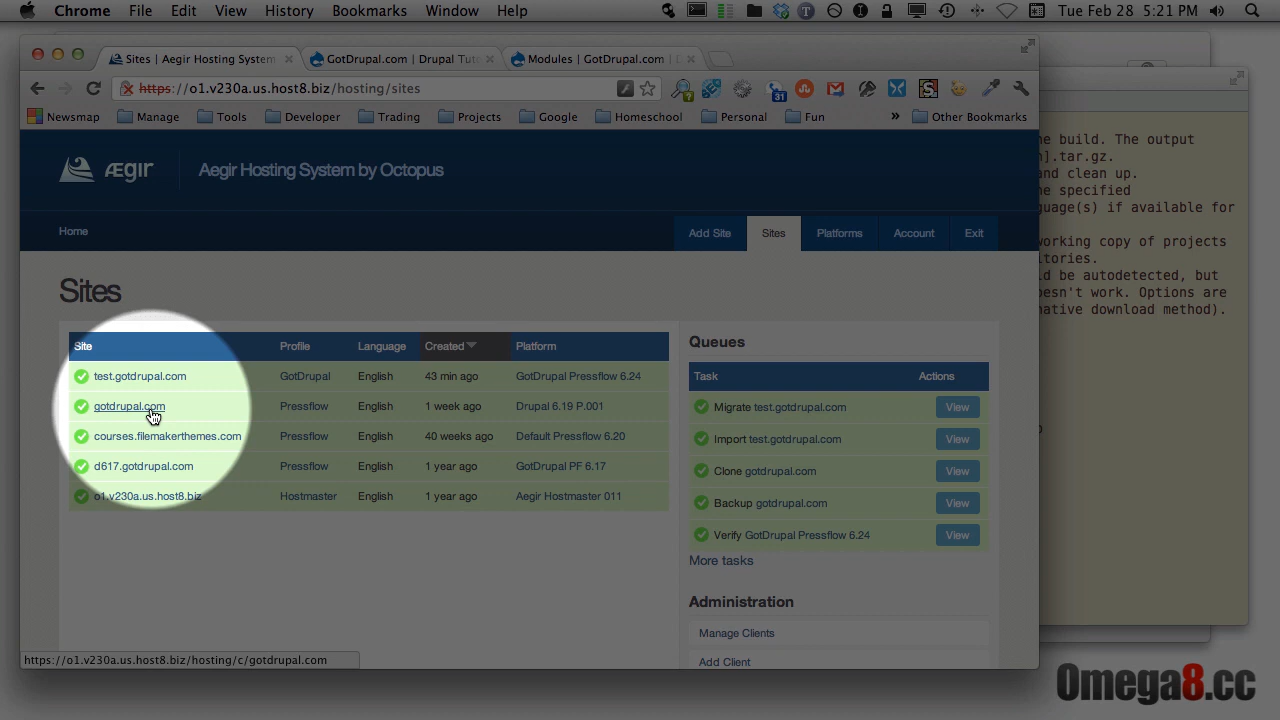 Chrome File Edit View History Bookmarks Window Help Tue Feb 28 5:21 PM
Sites | Aegir Hosting System
GotDrupal.com | Drupal Tut
Modules | GotDrupal.com | D
https://o1.v230a.us.host8.biz/hosting/sites
31
Newsmap Manage Tools Developer Trading Projects Google Homeschool Personal Fun » Other Bookmarks
ÆGIR
Aegir Hosting System by Octopus
Home
Add Site Sites Platforms Account Exit
Sites
Site Profile Language Created Platform
test.gotdrupal.com GotDrupal English 43 min ago GotDrupal Pressflow 6.24
gotdrupal.com Pressflow English 1 week ago Drupal 6.19 P.001
courses.filemakerthemes.com Pressflow English 40 weeks ago Default Pressflow 6.20
d617.gotdrupal.com Pressflow English 1 year ago GotDrupal PF 6.17
o1.v230a.us.host8.biz Hostmaster English 1 year ago Aegir Hostmaster 011
Queues
Task Actions
Migrate test.gotdrupal.com View
Import test.gotdrupal.com View
Clone gotdrupal.com View
Backup gotdrupal.com View
Verify GotDrupal Pressflow 6.24 View
More tasks
Administration
Manage Clients
Add Client
https://o1.v230a.us.host8.biz/hosting/c/gotdrupal.com
he build. The output
n].tar.gz.
and clean up.
he specified
guage(s) if available for
working copy of projects
itories.
ld be autodetected, but
oesn't work. Options are
native download method).
Omega8.cc